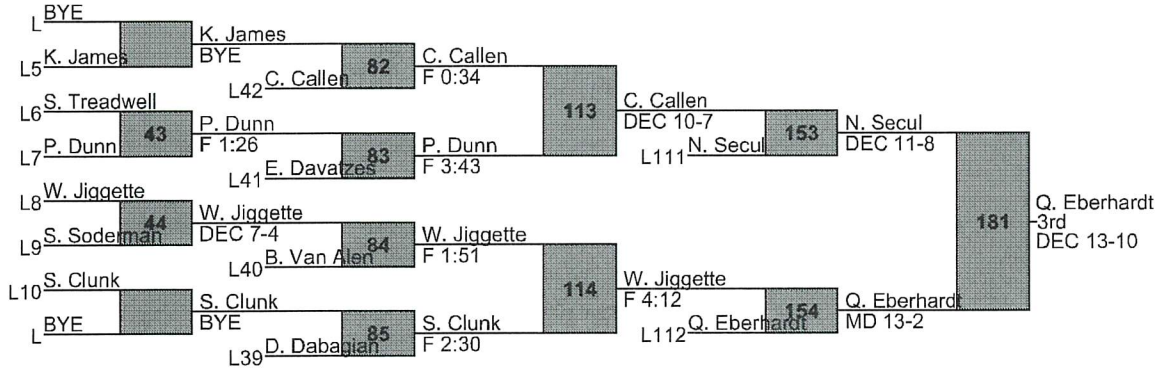 BYE
L
K. James
L5
K. James
BYE
82
C. Callen
L42
C. Callen
F 0:34
S. Treadwell
L6
43
P. Dunn
L7
P. Dunn
F 1:26
83
E. Davatzes
L41
P. Dunn
F 3:43
113
C. Callen
DEC 10-7
N. Secul
L111
153
N. Secul
DEC 11-8
W. Jiggette
L8
44
S. Soderman
L9
W. Jiggette
DEC 7-4
84
B. Van Alen
L40
W. Jiggette
F 1:51
S. Clunk
L10
BYE
L
S. Clunk
BYE
85
D. Dabagian
L39
S. Clunk
F 2:30
114
W. Jiggette
F 4:12
Q. Eberhardt
L112
154
Q. Eberhardt
MD 13-2
181
Q. Eberhardt
3rd
DEC 13-10